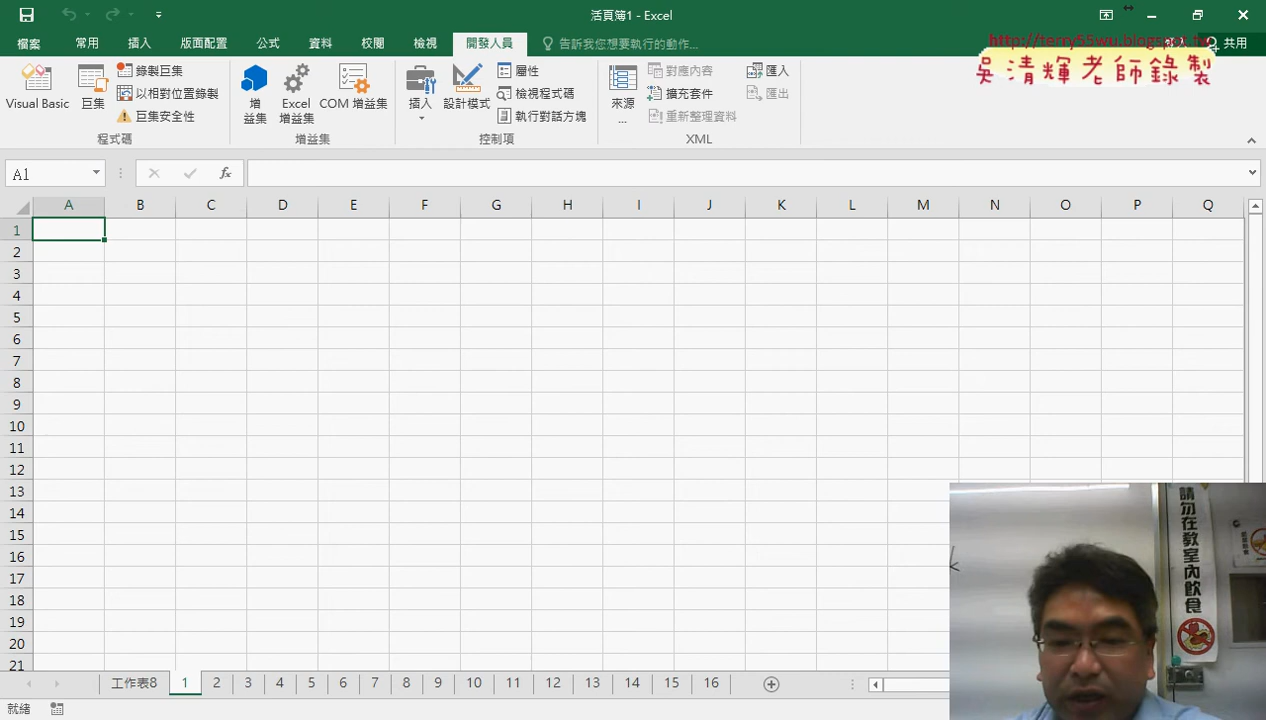 活頁簿1 - Excel
檔案 常用 插入 版面配置 公式 資料 校閱 檢視 開發人員 告訴我您想要執行的動作... 共用
http://terry55wu.blogspot.tw
吳清輝老師錄製
Visual Basic 巨集 錄製巨集 以相對位置錄製 巨集安全性
程式碼
增益集 Excel 增益集 COM 增益集
增益集
插入 設計模式 屬性 檢視程式碼 執行對話方塊
控制項
來源... 對應內容 擴充套件 重新整理資料 匯入 匯出
XML
A1 fx
A B C D E F G H I J K L M N O P Q
1
2
3
4
5
6
7
8
9
10
11
12
13
14
15
16
17
18
19
20
21
請勿在教室內飲食
工作表8 1 2 3 4 5 6 7 8 9 10 11 12 13 14 15 16
就緒